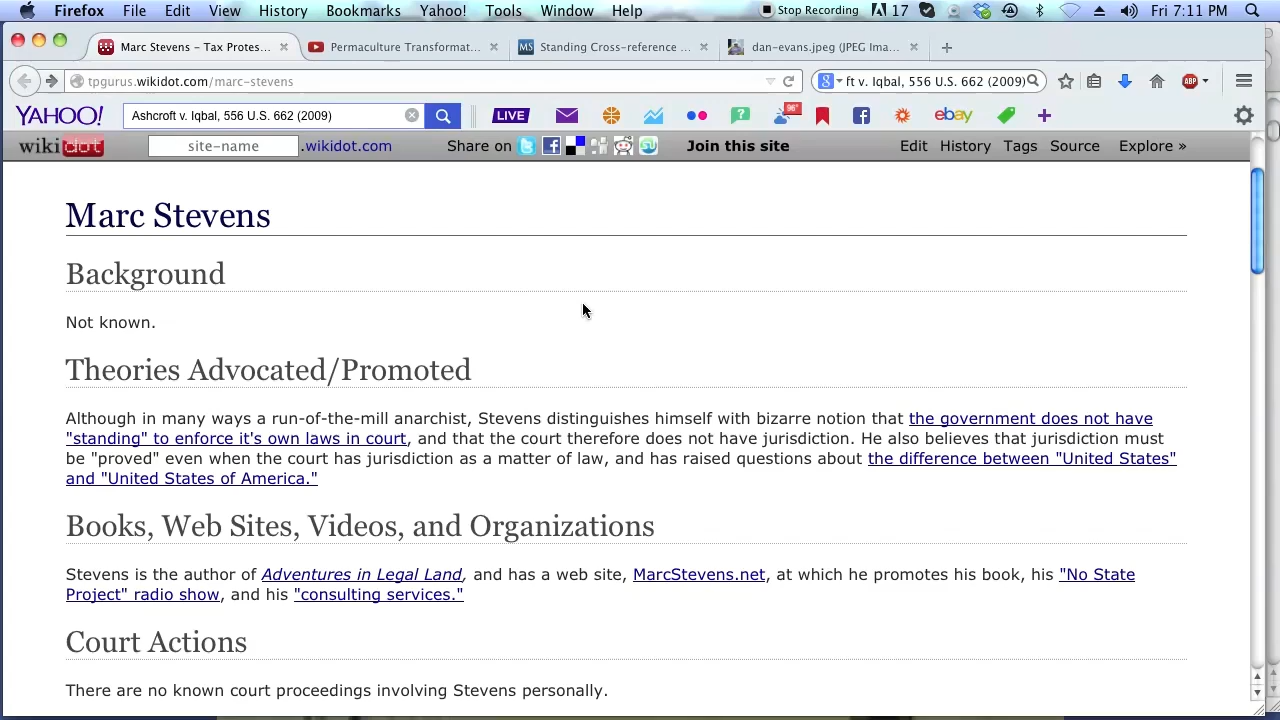 Firefox File Edit View History Bookmarks Yahoo! Tools Window Help Stop Recording 17 Fri 7:11 PM
Marc Stevens – Tax Protes... Permaculture Transformat... MS Standing Cross-reference ... dan-evans.jpeg (JPEG Ima...
tpgurus.wikidot.com/marc-stevens ft v. Iqbal, 556 U.S. 662 (2009) ABP
YAHOO! Ashcroft v. Iqbal, 556 U.S. 662 (2009) LIVE 96° ebay
wikidot site-name .wikidot.com Share on Join this site Edit History Tags Source Explore »
Marc Stevens
Background
Not known.
Theories Advocated/Promoted
Although in many ways a run-of-the-mill anarchist, Stevens distinguishes himself with bizarre notion that the government does not have
"standing" to enforce it's own laws in court, and that the court therefore does not have jurisdiction. He also believes that jurisdiction must
be "proved" even when the court has jurisdiction as a matter of law, and has raised questions about the difference between "United States"
and "United States of America."
Books, Web Sites, Videos, and Organizations
Stevens is the author of Adventures in Legal Land, and has a web site, MarcStevens.net, at which he promotes his book, his "No State
Project" radio show, and his "consulting services."
Court Actions
There are no known court proceedings involving Stevens personally.